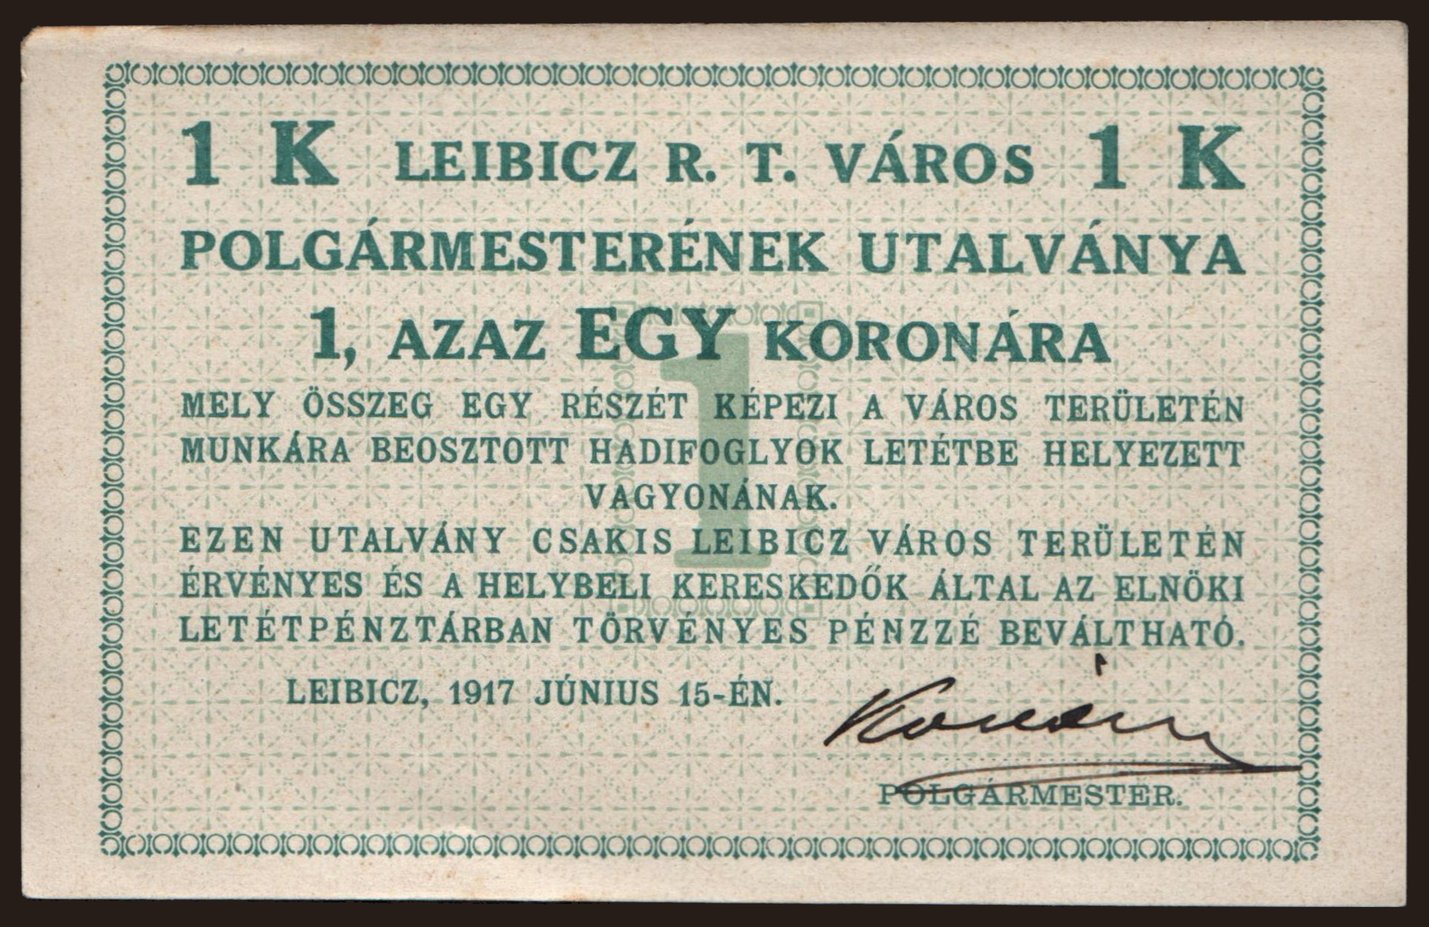 1 K LEIBICZ R. T. VÁROS 1 K
POLGÁRMESTERÉNEK UTALVÁNYA
1, AZAZ EGY KORONÁRA
MELY ÖSSZEG EGY RÉSZÉT KÉPEZI A VÁROS TERÜLETÉN
MUNKÁRA BEOSZTOTT HADIFOGLYOK LETÉTBE HELYEZETT
VAGYONÁNAK.
EZEN UTALVÁNY CSAKIS LEIBICZ VÁROS TERÜLETÉN
ÉRVÉNYES ÉS A HELYBELI KERESKEDŐK ÁLTAL AZ ELNÖKI
LETÉTPÉNZTÁRBAN TÖRVÉNYES PÉNZZÉ BEVÁLTHATÓ.
LEIBICZ, 1917 JÚNIUS 15-ÉN.
POLGÁRMESTER.
1